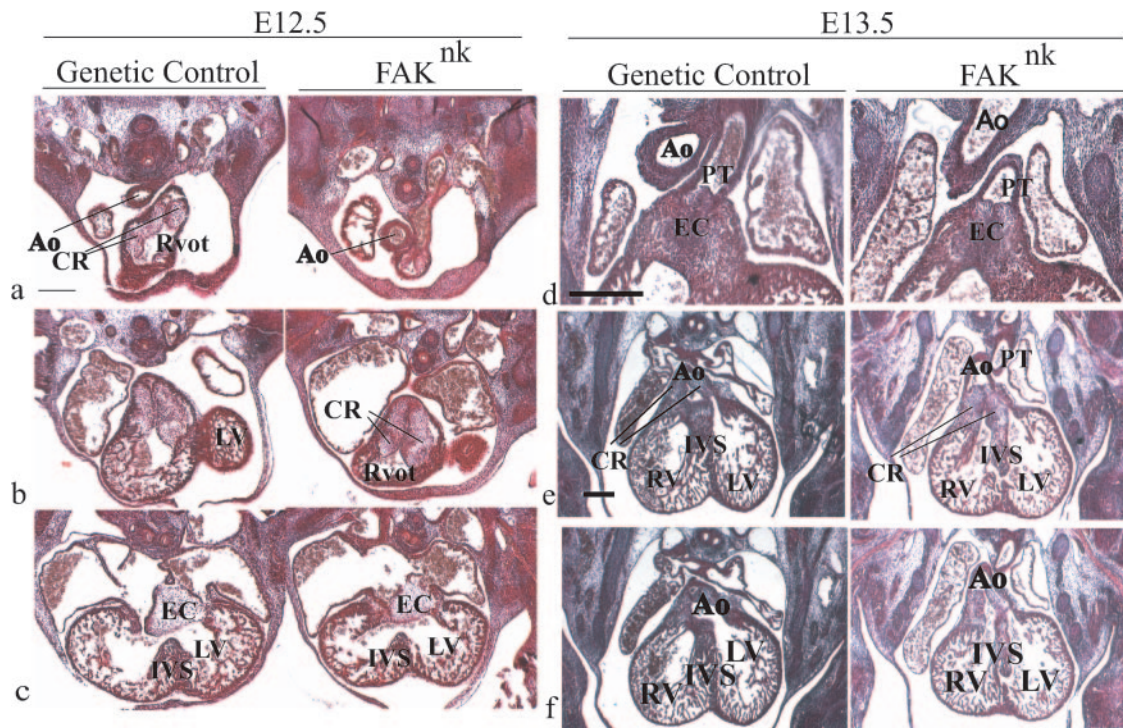 E12.5
E13.5
Genetic Control
FAK nk
Genetic Control
FAK nk
Ao
CR
Rvot
Ao
a
Ao
PT
EC
Ao
PT
EC
d
LV
CR
Rvot
b
Ao
CR
IVS
RV
LV
e
Ao
PT
CR
IVS
RV
LV
EC
LV
IVS
EC
LV
IVS
c
Ao
LV
IVS
RV
f
Ao
IVS
RV
LV